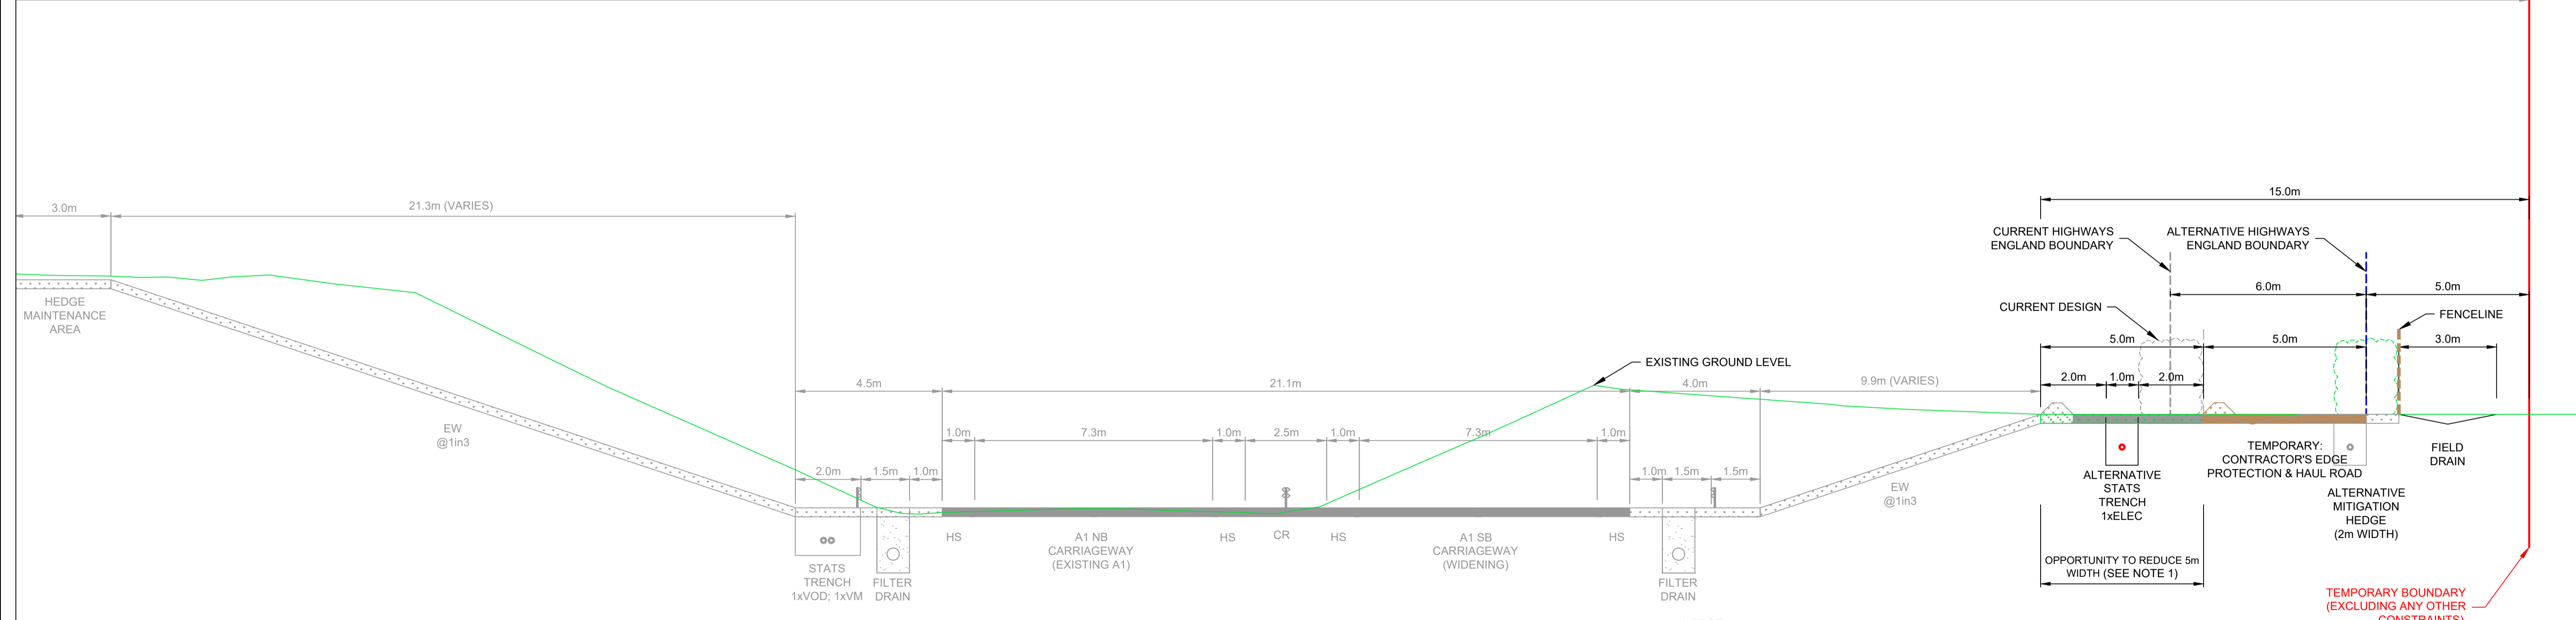 15.0m
3.0m
21.3m (VARIES)
CURRENT HIGHWAYS
ENGLAND BOUNDARY
ALTERNATIVE HIGHWAYS
ENGLAND BOUNDARY
6.0m
5.0m
HEDGE
MAINTENANCE
AREA
CURRENT DESIGN
FENCELINE
5.0m
5.0m
3.0m
EXISTING GROUND LEVEL
4.5m
21.1m
4.0m
9.9m (VARIES)
2.0m
1.0m
2.0m
EW
@1in3
1.0m
7.3m
1.0m
2.5m
1.0m
7.3m
1.0m
2.0m
1.5m
1.0m
1.0m
1.5m
1.5m
EW
@1in3
ALTERNATIVE
STATS
TRENCH
1xELEC
TEMPORARY:
CONTRACTOR'S EDGE
PROTECTION & HAUL ROAD
FIELD
DRAIN
ALTERNATIVE
MITIGATION
HEDGE
(2m WIDTH)
HS
A1 NB
CARRIAGEWAY
(EXISTING A1)
HS
CR
HS
A1 SB
CARRIAGEWAY
(WIDENING)
HS
STATS
TRENCH
1xVOD; 1xVM
FILTER
DRAIN
FILTER
DRAIN
OPPORTUNITY TO REDUCE 5m
WIDTH (SEE NOTE 1)
TEMPORARY BOUNDARY
(EXCLUDING ANY OTHER
CONSTRAINTS)